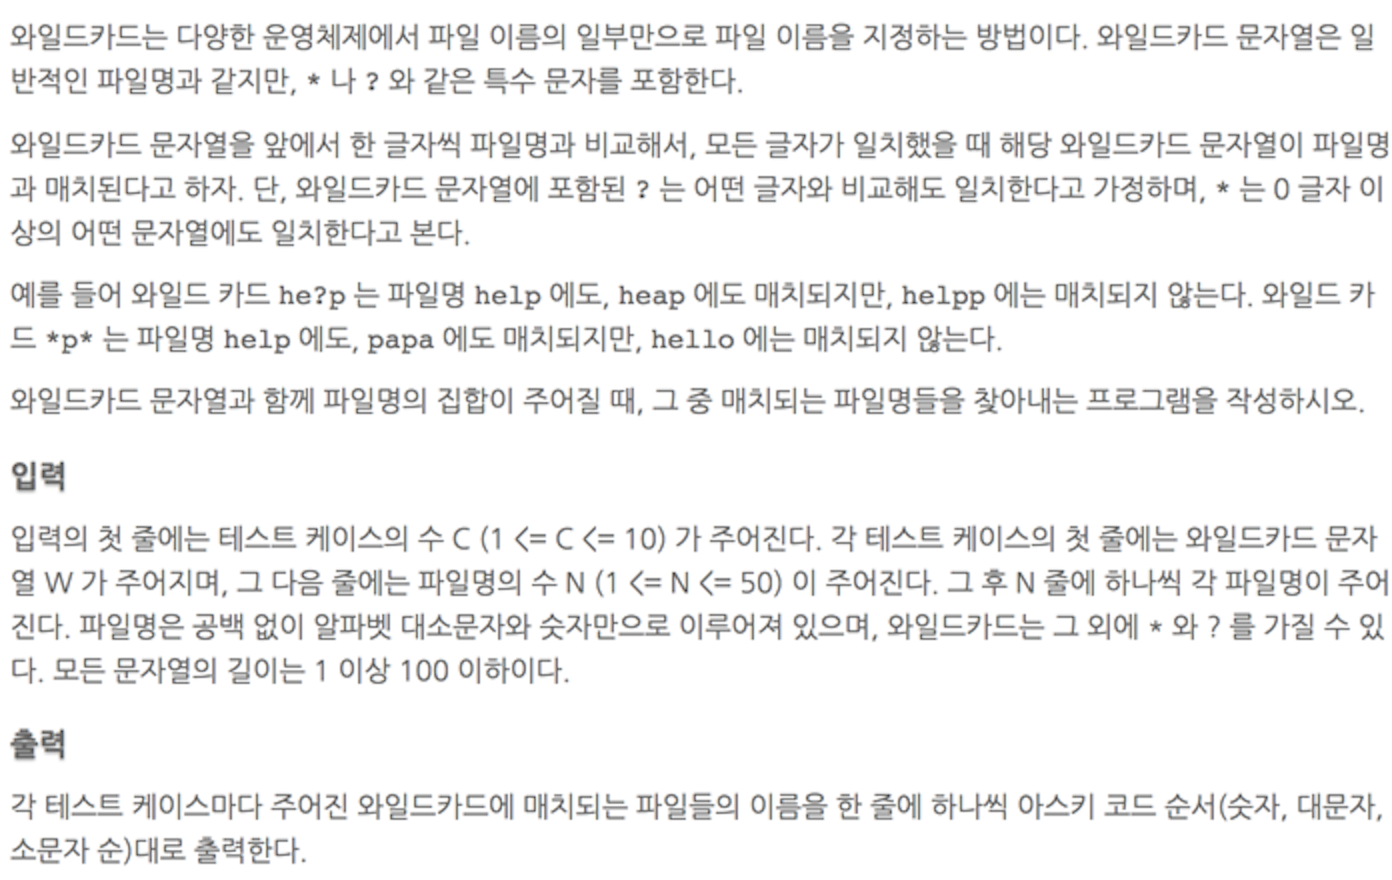 와일드카드는 다양한 운영체제에서 파일 이름의 일부만으로 파일 이름을 지정하는 방법이다. 와일드카드 문자열은 일
반적인 파일명과 같지만, * 나 ? 와 같은 특수 문자를 포함한다.
와일드카드 문자열을 앞에서 한 글자씩 파일명과 비교해서, 모든 글자가 일치했을 때 해당 와일드카드 문자열이 파일명
과 매치된다고 하자. 단, 와일드카드 문자열에 포함된 ? 는 어떤 글자와 비교해도 일치한다고 가정하며, * 는 0 글자 이
상의 어떤 문자열에도 일치한다고 본다.
예를 들어 와일드 카드 he?p 는 파일명 help 에도, heap 에도 매치되지만, helpp 에는 매치되지 않는다. 와일드 카
드 *p* 는 파일명 help 에도, papa 에도 매치되지만, hello 에는 매치되지 않는다.
와일드카드 문자열과 함께 파일명의 집합이 주어질 때, 그 중 매치되는 파일명들을 찾아내는 프로그램을 작성하시오.
입력
입력의 첫 줄에는 테스트 케이스의 수 C (1 <= C <= 10) 가 주어진다. 각 테스트 케이스의 첫 줄에는 와일드카드 문자
열 W 가 주어지며, 그 다음 줄에는 파일명의 수 N (1 <= N <= 50) 이 주어진다. 그 후 N 줄에 하나씩 각 파일명이 주어
진다. 파일명은 공백 없이 알파벳 대소문자와 숫자만으로 이루어져 있으며, 와일드카드는 그 외에 * 와 ? 를 가질 수 있
다. 모든 문자열의 길이는 1 이상 100 이하이다.
출력
각 테스트 케이스마다 주어진 와일드카드에 매치되는 파일들의 이름을 한 줄에 하나씩 아스키 코드 순서(숫자, 대문자,
소문자 순)대로 출력한다.